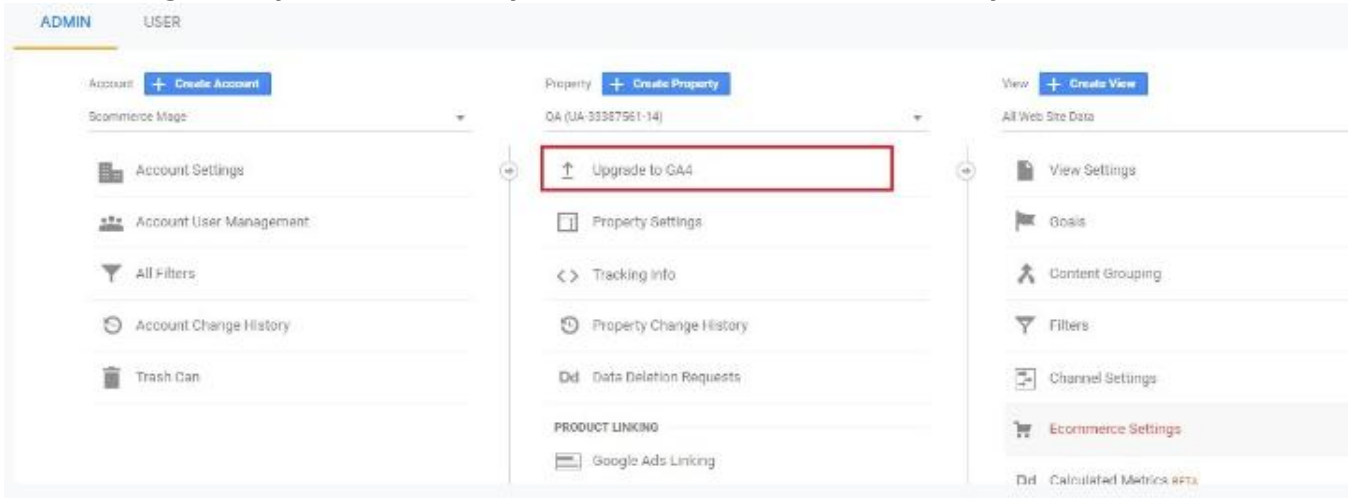 ADMIN USER
Account + Create Account
Scommerce Mage
Account Settings
Account User Management
All Filters
Account Change History
Trash Can
Property + Create Property
QA (UA-33387561-14)
Upgrade to GA4
Property Settings
<> Tracking Info
Property Change History
Dd Data Deletion Requests
PRODUCT LINKING
Google Ads Linking
View + Create View
All Web Site Data
View Settings
Goals
Content Grouping
Filters
Channel Settings
Ecommerce Settings
Dd Calculated Metrics BETA